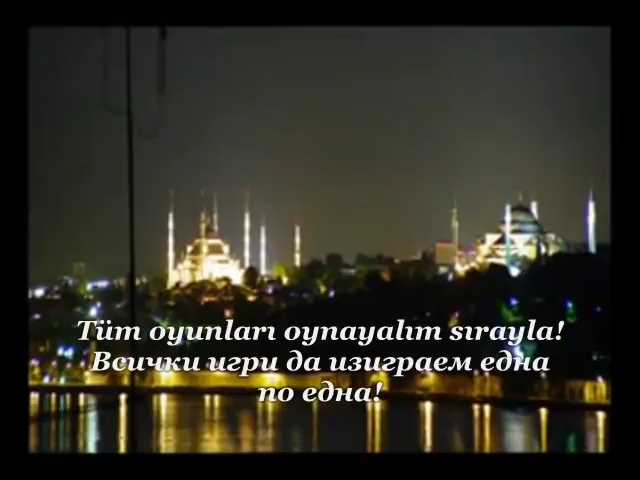 Tüm oyunları oynayalım sırayla!
Всички игри да изиграем една
по една!